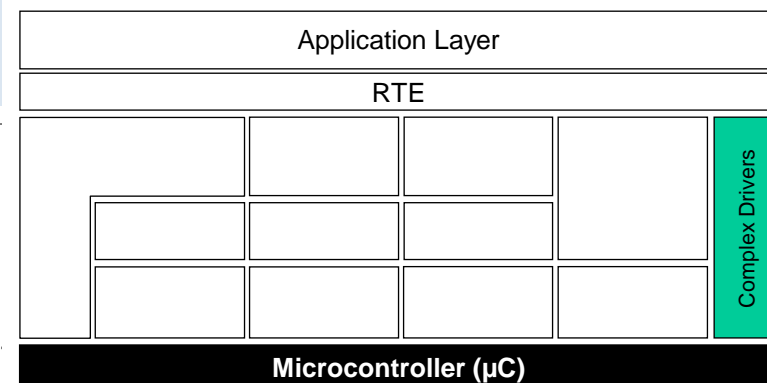 Application Layer
RTE
Complex Drivers
Microcontroller (µC)